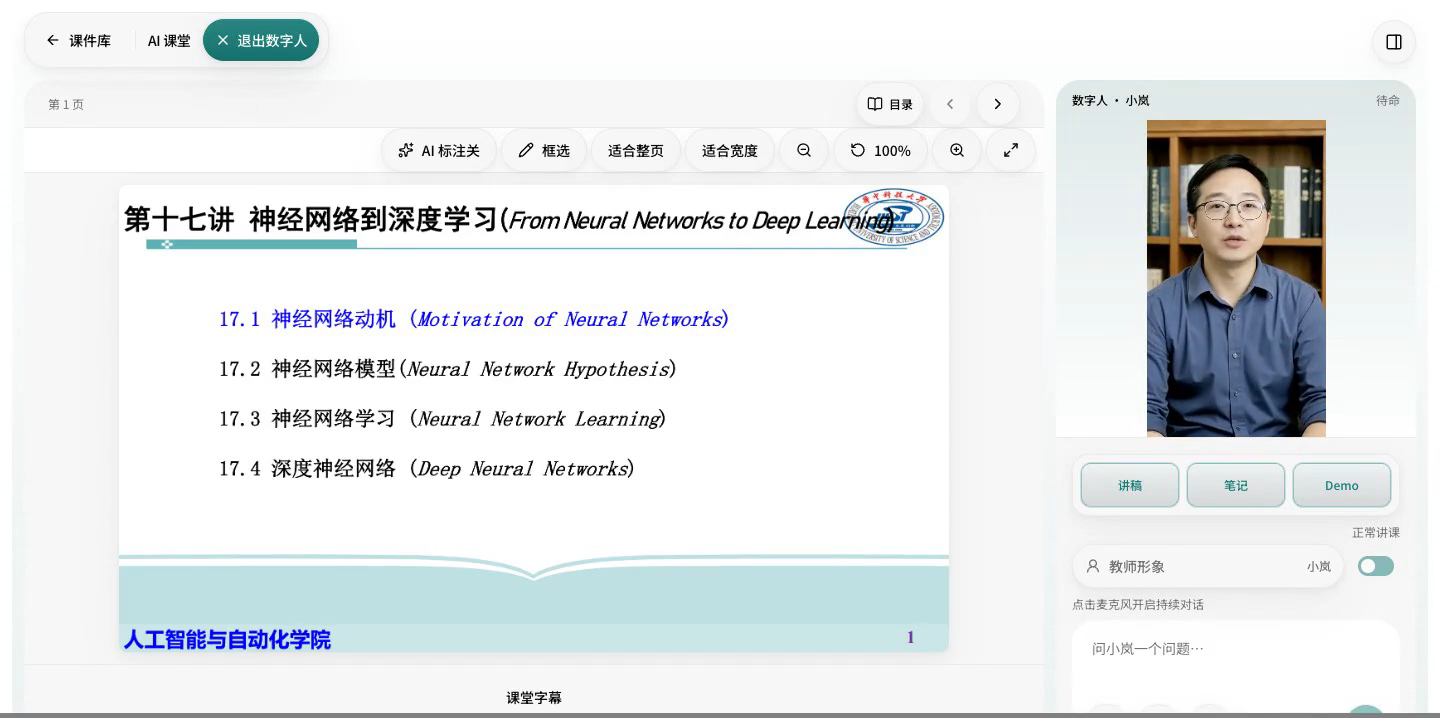 课件库
AI 课堂
退出数字人
第 1 页
目录
AI 标注关
框选
适合整页
适合宽度
100%
第十七讲 神经网络到深度学习(From Neural Networks to Deep Learning)
17.1 神经网络动机 (Motivation of Neural Networks)
17.2 神经网络模型(Neural Network Hypothesis)
17.3 神经网络学习 (Neural Network Learning)
17.4 深度神经网络 (Deep Neural Networks)
人工智能与自动化学院
1
课堂字幕
数字人 · 小岚
待命
讲稿
笔记
Demo
正常讲课
教师形象
小岚
点击麦克风开启持续对话
问小岚一个问题…